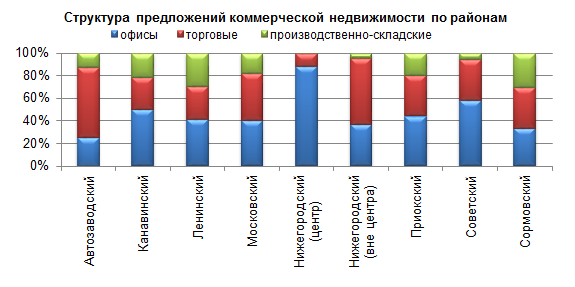 Структура предложений коммерческой недвижимости по районам
офисы торговые производственно-складские
100%
80%
60%
40%
20%
0%
Автозаводский
Канавинский
Ленинский
Московский
Нижегородский
(центр)
Нижегородский
(вне центра)
Приокский
Советский
Сормовский